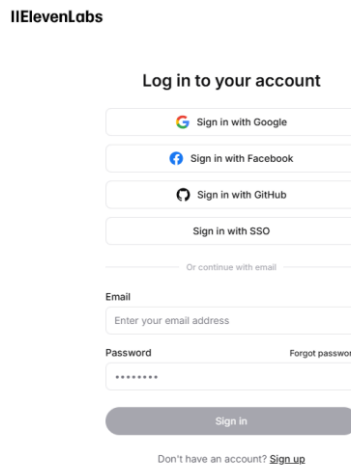 IIElevenLabs
Log in to your account
Sign in with Google
Sign in with Facebook
Sign in with GitHub
Sign in with SSO
Or continue with email
Email
Enter your email address
Password Forgot passwor
••••••••
Sign in
Don't have an account? Sign up